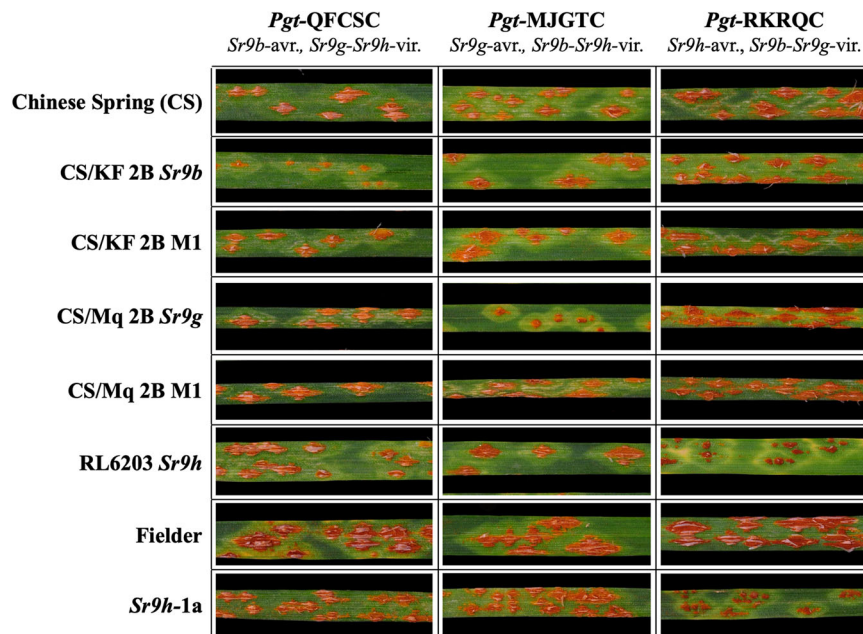 Pgt-QFCSC Pgt-MJGTC Pgt-RKRQC
Sr9b-avr., Sr9g-Sr9h-vir. Sr9g-avr., Sr9b-Sr9h-vir. Sr9h-avr., Sr9b-Sr9g-vir.
Chinese Spring (CS)
CS/KF 2B Sr9b
CS/KF 2B M1
CS/Mq 2B Sr9g
CS/Mq 2B M1
RL6203 Sr9h
Fielder
Sr9h-1a